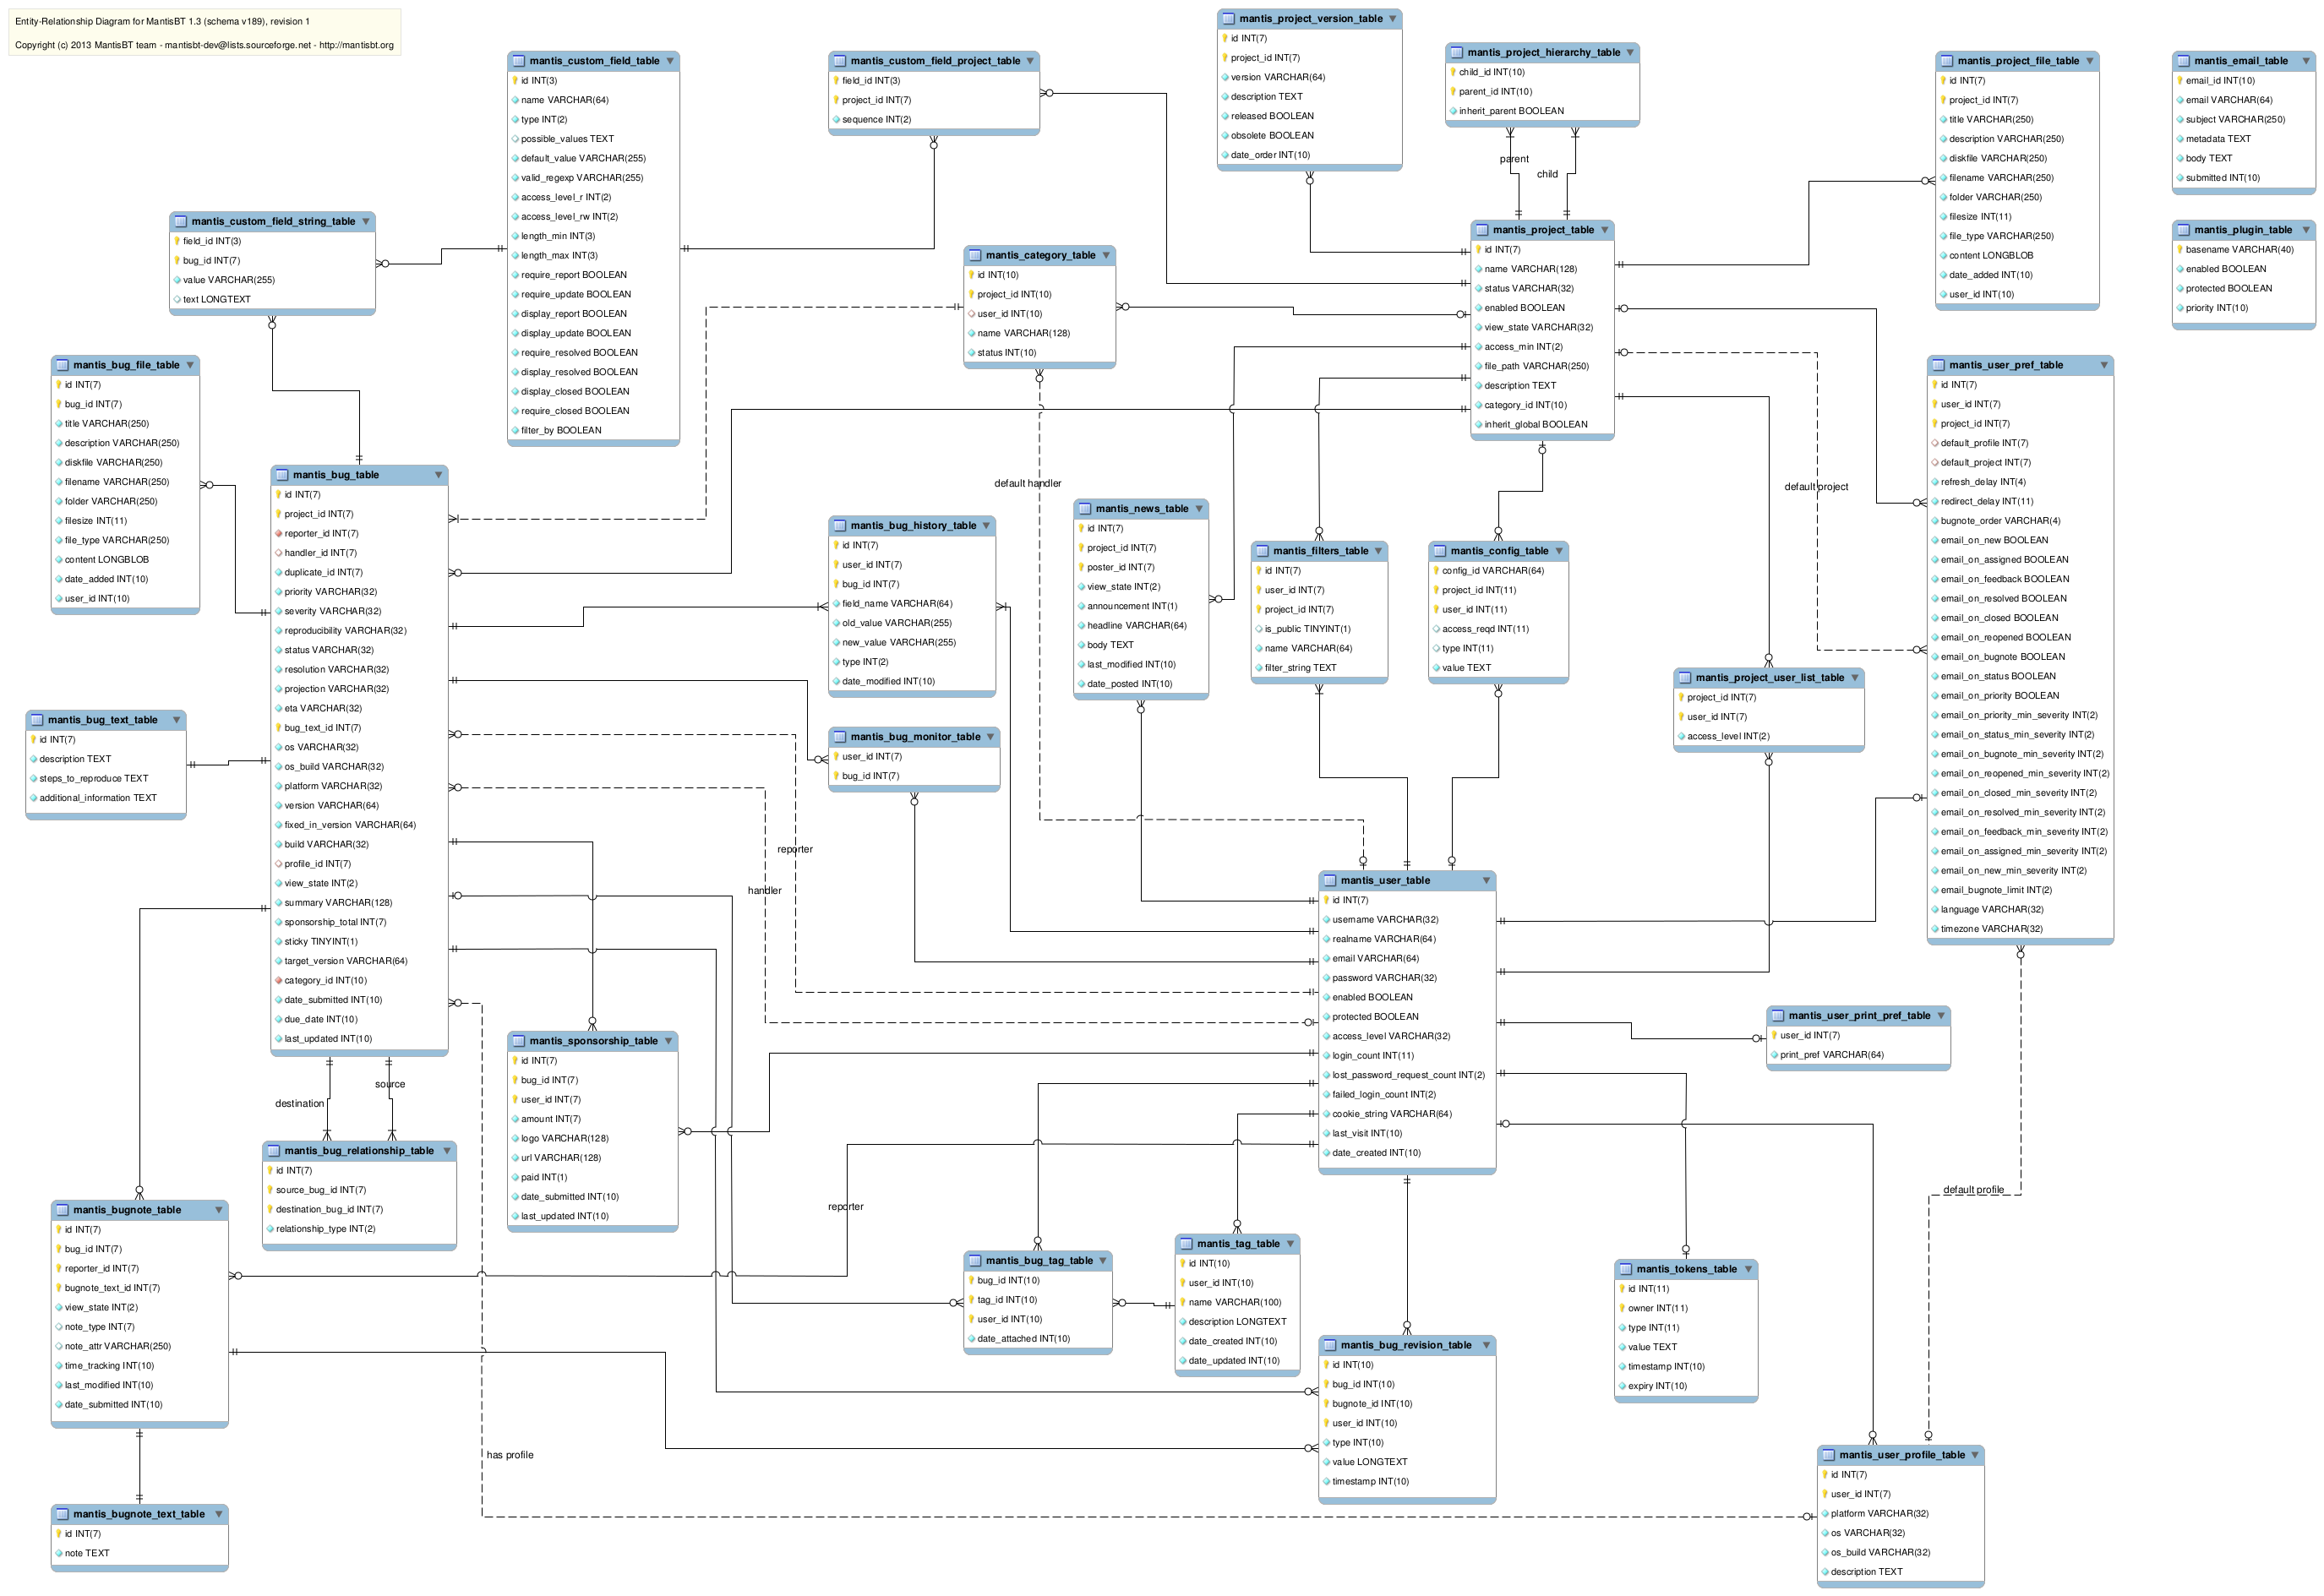 Entity-Relationship Diagram for MantisBT 1.3 (schema v189), revision 1
Copyright (c) 2013 MantisBT team - mantisbt-dev@lists.sourceforge.net - http://mantisbt.org
mantis_custom_field_table
id INT(3)
name VARCHAR(64)
type INT(2)
possible_values TEXT
default_value VARCHAR(255)
valid_regexp VARCHAR(255)
access_level_r INT(2)
access_level_rw INT(2)
length_min INT(3)
length_max INT(3)
require_report BOOLEAN
require_update BOOLEAN
display_report BOOLEAN
display_update BOOLEAN
require_resolved BOOLEAN
display_resolved BOOLEAN
display_closed BOOLEAN
require_closed BOOLEAN
filter_by BOOLEAN
mantis_custom_field_project_table
field_id INT(3)
project_id INT(7)
sequence INT(2)
mantis_project_version_table
id INT(7)
project_id INT(7)
version VARCHAR(64)
description TEXT
released BOOLEAN
obsolete BOOLEAN
date_order INT(10)
mantis_project_hierarchy_table
child_id INT(10)
parent_id INT(10)
inherit_parent BOOLEAN
parent
child
mantis_project_file_table
id INT(7)
project_id INT(7)
title VARCHAR(250)
description VARCHAR(250)
diskfile VARCHAR(250)
filename VARCHAR(250)
folder VARCHAR(250)
filesize INT(11)
file_type VARCHAR(250)
content LONGBLOB
date_added INT(10)
user_id INT(10)
mantis_email_table
email_id INT(10)
email VARCHAR(64)
subject VARCHAR(250)
metadata TEXT
body TEXT
submitted INT(10)
mantis_plugin_table
basename VARCHAR(40)
enabled BOOLEAN
protected BOOLEAN
priority INT(10)
mantis_custom_field_string_table
field_id INT(3)
bug_id INT(7)
value VARCHAR(255)
text LONGTEXT
mantis_category_table
id INT(10)
project_id INT(10)
user_id INT(10)
name VARCHAR(128)
status INT(10)
mantis_project_table
id INT(7)
name VARCHAR(128)
status VARCHAR(32)
enabled BOOLEAN
view_state VARCHAR(32)
access_min INT(2)
file_path VARCHAR(250)
description TEXT
category_id INT(10)
inherit_global BOOLEAN
mantis_bug_file_table
id INT(7)
bug_id INT(7)
title VARCHAR(250)
description VARCHAR(250)
diskfile VARCHAR(250)
filename VARCHAR(250)
folder VARCHAR(250)
filesize INT(11)
file_type VARCHAR(250)
content LONGBLOB
date_added INT(10)
user_id INT(10)
mantis_bug_table
id INT(7)
project_id INT(7)
reporter_id INT(7)
handler_id INT(7)
duplicate_id INT(7)
priority VARCHAR(32)
severity VARCHAR(32)
reproducibility VARCHAR(32)
status VARCHAR(32)
resolution VARCHAR(32)
projection VARCHAR(32)
eta VARCHAR(32)
bug_text_id INT(7)
os VARCHAR(32)
os_build VARCHAR(32)
platform VARCHAR(32)
version VARCHAR(64)
fixed_in_version VARCHAR(64)
build VARCHAR(32)
profile_id INT(7)
view_state INT(2)
summary VARCHAR(128)
sponsorship_total INT(7)
sticky TINYINT(1)
target_version VARCHAR(64)
category_id INT(10)
date_submitted INT(10)
due_date INT(10)
last_updated INT(10)
default handler
mantis_bug_history_table
id INT(7)
user_id INT(7)
bug_id INT(7)
field_name VARCHAR(64)
old_value VARCHAR(255)
new_value VARCHAR(255)
type INT(2)
date_modified INT(10)
mantis_news_table
id INT(7)
project_id INT(7)
poster_id INT(7)
view_state INT(2)
announcement INT(1)
headline VARCHAR(64)
body TEXT
last_modified INT(10)
date_posted INT(10)
mantis_filters_table
id INT(7)
user_id INT(7)
project_id INT(7)
is_public TINYINT(1)
name VARCHAR(64)
filter_string TEXT
mantis_config_table
config_id VARCHAR(64)
project_id INT(11)
user_id INT(11)
access_reqd INT(11)
type INT(11)
value TEXT
default project
mantis_user_pref_table
id INT(7)
user_id INT(7)
project_id INT(7)
default_profile INT(7)
default_project INT(7)
refresh_delay INT(4)
redirect_delay INT(11)
bugnote_order VARCHAR(4)
email_on_new BOOLEAN
email_on_assigned BOOLEAN
email_on_feedback BOOLEAN
email_on_resolved BOOLEAN
email_on_closed BOOLEAN
email_on_reopened BOOLEAN
email_on_bugnote BOOLEAN
email_on_status BOOLEAN
email_on_priority BOOLEAN
email_on_priority_min_severity INT(2)
email_on_status_min_severity INT(2)
email_on_bugnote_min_severity INT(2)
email_on_reopened_min_severity INT(2)
email_on_closed_min_severity INT(2)
email_on_resolved_min_severity INT(2)
email_on_feedback_min_severity INT(2)
email_on_assigned_min_severity INT(2)
email_on_new_min_severity INT(2)
email_bugnote_limit INT(2)
language VARCHAR(32)
timezone VARCHAR(32)
mantis_project_user_list_table
project_id INT(7)
user_id INT(7)
access_level INT(2)
mantis_bug_text_table
id INT(7)
description TEXT
steps_to_reproduce TEXT
additional_information TEXT
mantis_bug_monitor_table
user_id INT(7)
bug_id INT(7)
reporter
handler
mantis_user_table
id INT(7)
username VARCHAR(32)
realname VARCHAR(64)
email VARCHAR(64)
password VARCHAR(32)
enabled BOOLEAN
protected BOOLEAN
access_level VARCHAR(32)
login_count INT(11)
lost_password_request_count INT(2)
failed_login_count INT(2)
cookie_string VARCHAR(64)
last_visit INT(10)
date_created INT(10)
mantis_user_print_pref_table
user_id INT(7)
print_pref VARCHAR(64)
mantis_sponsorship_table
id INT(7)
bug_id INT(7)
user_id INT(7)
amount INT(7)
logo VARCHAR(128)
url VARCHAR(128)
paid INT(1)
date_submitted INT(10)
last_updated INT(10)
source
destination
mantis_bug_relationship_table
id INT(7)
source_bug_id INT(7)
destination_bug_id INT(7)
relationship_type INT(2)
default profile
reporter
mantis_bugnote_table
id INT(7)
bug_id INT(7)
reporter_id INT(7)
bugnote_text_id INT(7)
view_state INT(2)
note_type INT(7)
note_attr VARCHAR(250)
time_tracking INT(10)
last_modified INT(10)
date_submitted INT(10)
mantis_bug_tag_table
bug_id INT(10)
tag_id INT(10)
user_id INT(10)
date_attached INT(10)
mantis_tag_table
id INT(10)
user_id INT(10)
name VARCHAR(100)
description LONGTEXT
date_created INT(10)
date_updated INT(10)
mantis_bug_revision_table
id INT(10)
bug_id INT(10)
bugnote_id INT(10)
user_id INT(10)
type INT(10)
value LONGTEXT
timestamp INT(10)
mantis_tokens_table
id INT(11)
owner INT(11)
type INT(11)
value TEXT
timestamp INT(10)
expiry INT(10)
has profile
mantis_user_profile_table
id INT(7)
user_id INT(7)
platform VARCHAR(32)
os VARCHAR(32)
os_build VARCHAR(32)
description TEXT
mantis_bugnote_text_table
id INT(7)
note TEXT